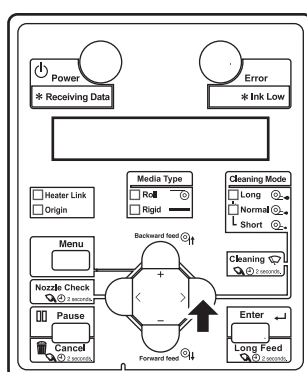 Power
Error
* Receiving Data
* Ink Low
Media Type
Roll
Rigid
Cleaning Mode
Long
Normal
Short
Heater Link
Origin
Backward feed
Menu
Cleaning
2 seconds.
Nozzle Check
2 seconds.
+
< >
−
Pause
Enter
Cancel
2 seconds.
Forward feed
Long Feed
2 seconds.